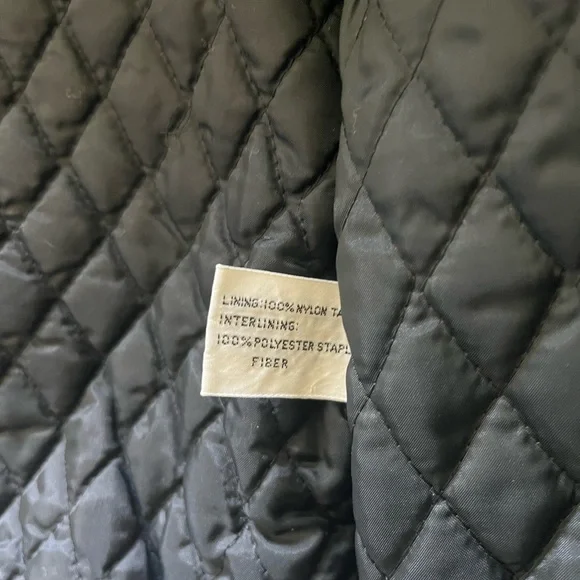 LINING:100% NYLON TA
INTERLINING:
100% POLYESTER STAPL
FIBER